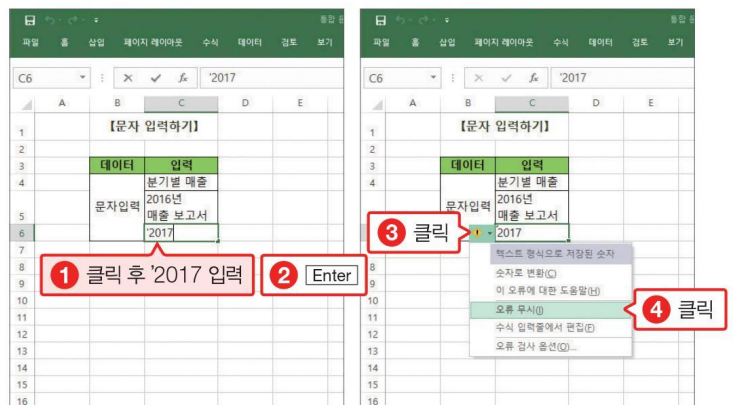 통합 문
파일 홈 삽입 페이지 레이아웃 수식 데이터 검토 보기
C6 fx '2017
A B C D E
1 【문자 입력하기】
2
3 데이터 입력
4 분기별 매출
문자입력 2016년
5 매출 보고서
6 '2017
7
8
9
10
11
12
13
14
15
16
1 클릭 후 '2017 입력
2 Enter
통합 문
파일 홈 삽입 페이지 레이아웃 수식 데이터 검토 보기
C6 fx '2017
A B C D E
1 【문자 입력하기】
2
3 데이터 입력
4 분기별 매출
문자입력 2016년
5 매출 보고서
6 2017
3 클릭
텍스트 형식으로 저장된 숫자
숫자로 변환(C)
이 오류에 대한 도움말(H)
오류 무시(I)
수식 입력줄에서 편집(F)
오류 검사 옵션(O)...
4 클릭
8
9
10
11
12
13
14
15
16